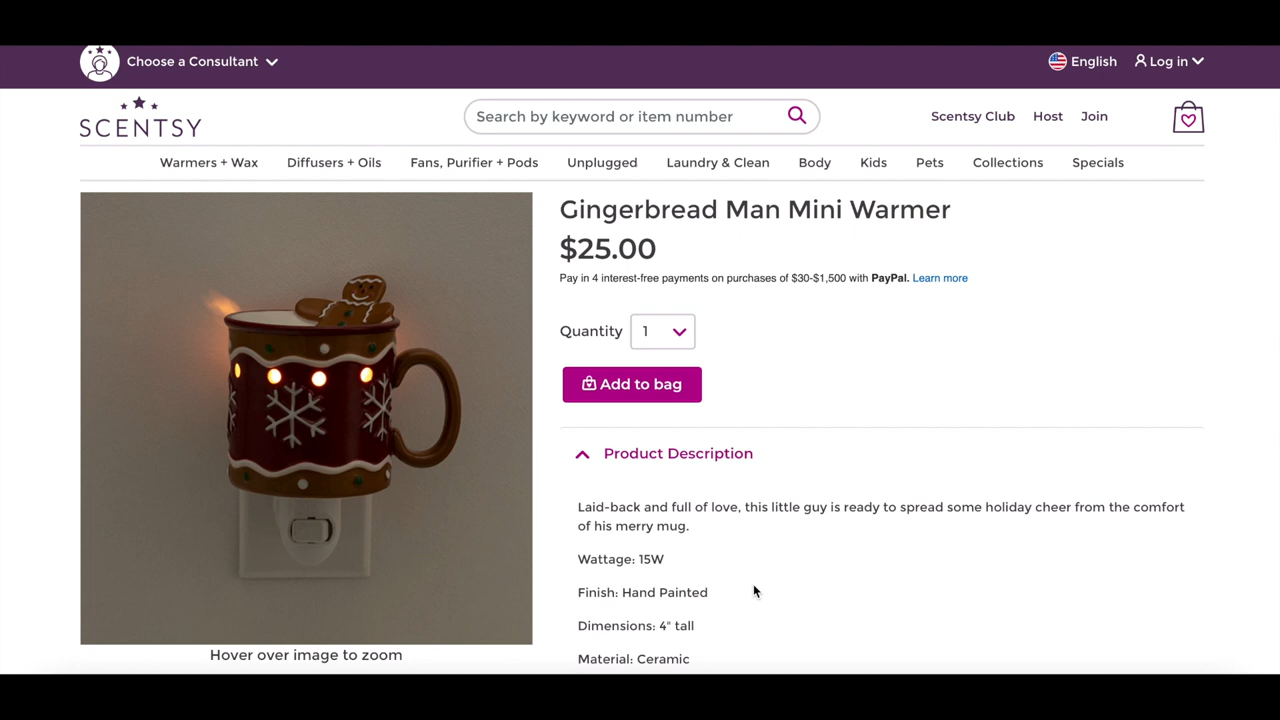 Choose a Consultant
English
Log in
SCENTSY
Search by keyword or item number
Scentsy Club
Host
Join
Warmers + Wax
Diffusers + Oils
Fans, Purifier + Pods
Unplugged
Laundry & Clean
Body
Kids
Pets
Collections
Specials
Gingerbread Man Mini Warmer
$25.00
Pay in 4 interest-free payments on purchases of $30-$1,500 with PayPal. Learn more
Quantity 1
Add to bag
Product Description
Laid-back and full of love, this little guy is ready to spread some holiday cheer from the comfort
of his merry mug.
Wattage: 15W
Finish: Hand Painted
Dimensions: 4" tall
Material: Ceramic
Hover over image to zoom